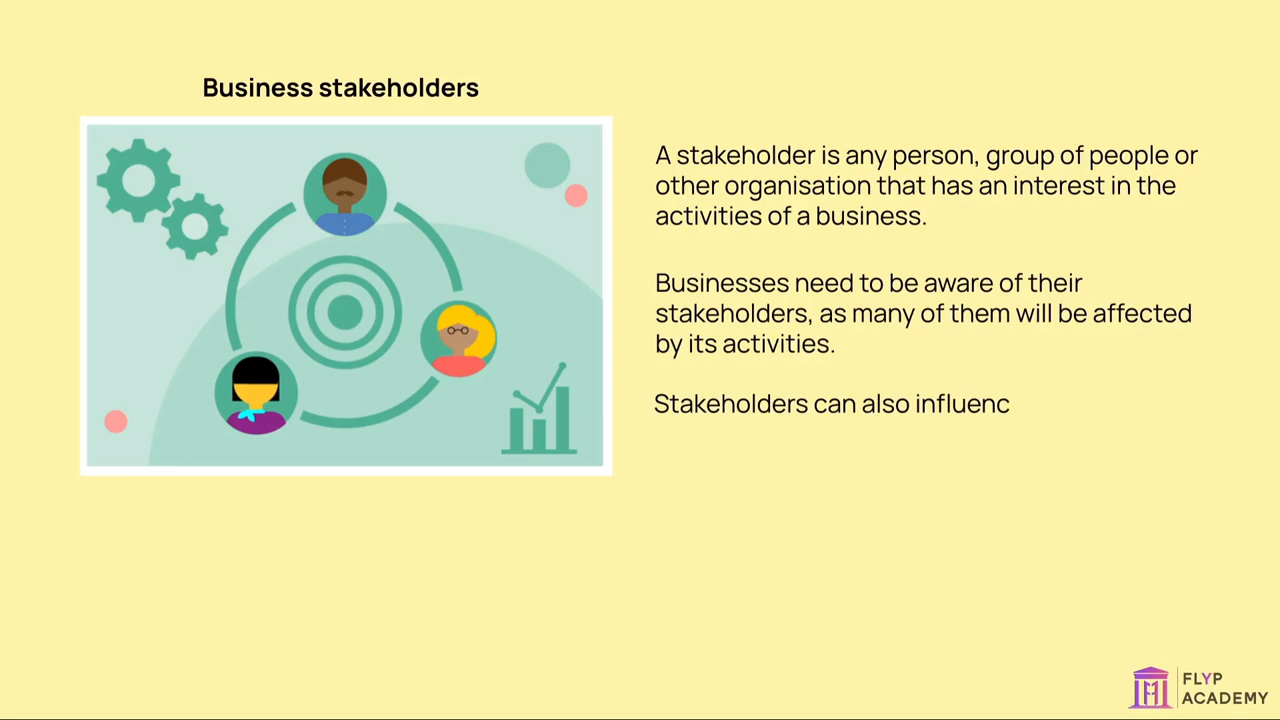 Business stakeholders
A stakeholder is any person, group of people or
other organisation that has an interest in the
activities of a business.
Businesses need to be aware of their
stakeholders, as many of them will be affected
by its activities.
Stakeholders can also influenc
FLYP
ACADEMY